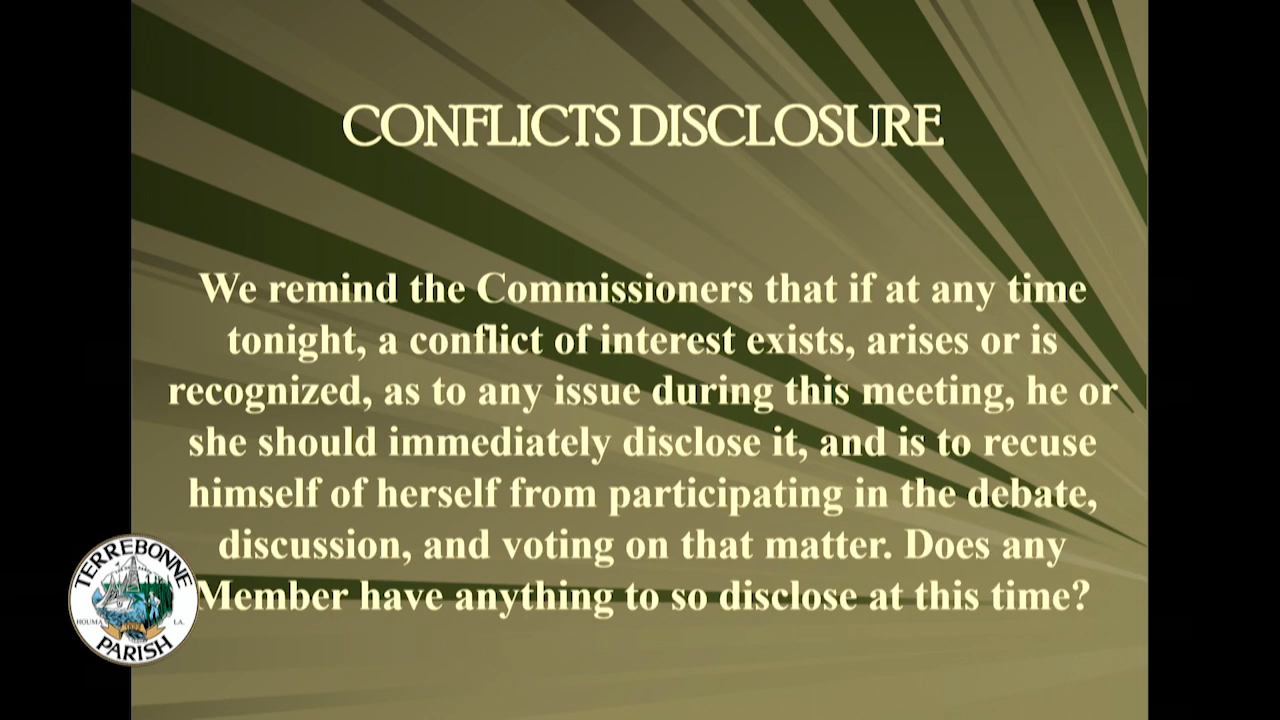 CONFLICTS DISCLOSURE
We remind the Commissioners that if at any time
tonight, a conflict of interest exists, arises or is
recognized, as to any issue during this meeting, he or
she should immediately disclose it, and is to recuse
himself of herself from participating in the debate,
discussion, and voting on that matter. Does any
Member have anything to so disclose at this time?
TERREBONNE
HOUMA LA.
PARISH